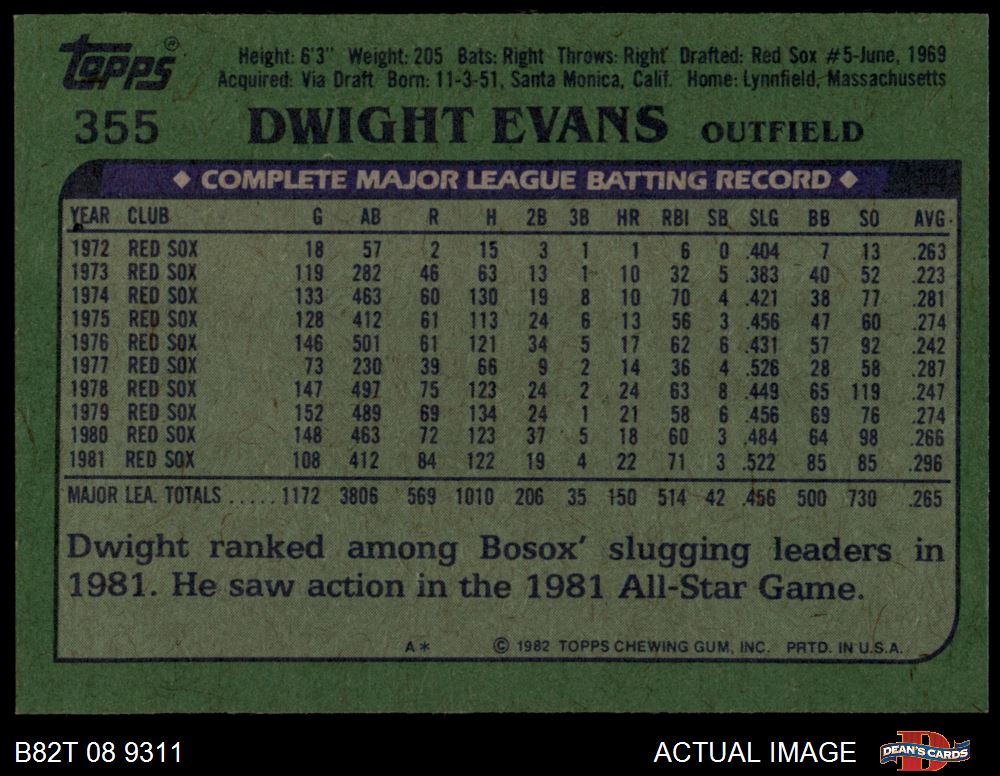 Topps®
Height: 6'3" Weight: 205 Bats: Right Throws: Right Drafted: Red Sox #5-June, 1969
Acquired: Via Draft Born: 11-3-51, Santa Monica, Calif. Home: Lynnfield, Massachusetts
355 DWIGHT EVANS OUTFIELD
◆ COMPLETE MAJOR LEAGUE BATTING RECORD ◆
YEAR CLUB G AB R H 2B 3B HR RBI SB SLG BB SO AVG.
1972 RED SOX 18 57 2 15 3 1 1 6 0 .404 7 13 .263
1973 RED SOX 119 282 46 63 13 1 10 32 5 .383 40 52 .223
1974 RED SOX 133 463 60 130 19 8 10 70 4 .421 38 77 .281
1975 RED SOX 128 412 61 113 24 6 13 56 3 .456 47 60 .274
1976 RED SOX 146 501 61 121 34 5 17 62 6 .431 57 92 .242
1977 RED SOX 73 230 39 66 9 2 14 36 4 .526 28 58 .287
1978 RED SOX 147 497 75 123 24 2 24 63 8 .449 65 119 .247
1979 RED SOX 152 489 69 134 24 1 21 58 6 .456 69 76 .274
1980 RED SOX 148 463 72 123 37 5 18 60 3 .484 64 98 .266
1981 RED SOX 108 412 84 122 19 4 22 71 3 .522 85 85 .296
MAJOR LEA. TOTALS ..... 1172 3806 569 1010 206 35 150 514 42 .456 500 730 .265
Dwight ranked among Bosox' slugging leaders in
1981. He saw action in the 1981 All-Star Game.
A* © 1982 TOPPS CHEWING GUM, INC. PRTD. IN U.S.A.
B82T 08 9311 ACTUAL IMAGE DEAN'S CARDS